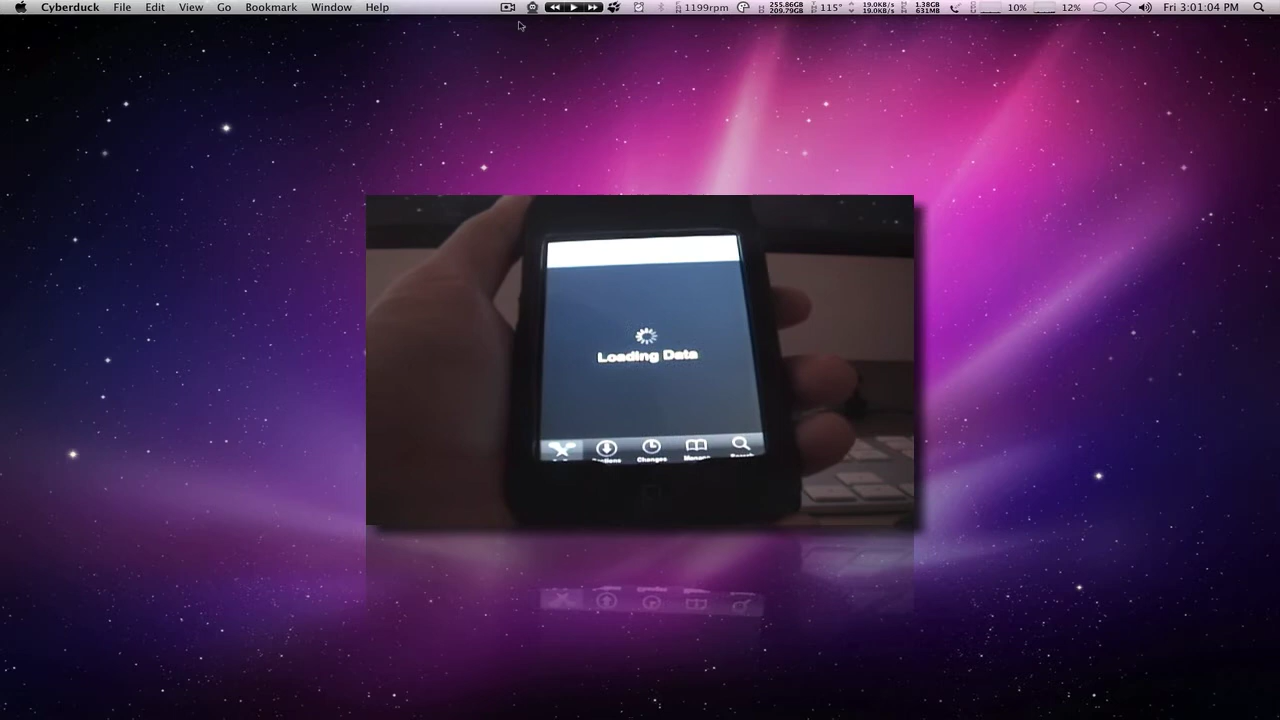 Cyberduck File Edit View Go Bookmark Window Help
1199rpm
255.86GB
209.79GB
115°
19.0KB/s
19.0KB/s
1.38GB
631MB
10%
12%
Fri 3:01:04 PM
Loading Data
Changes